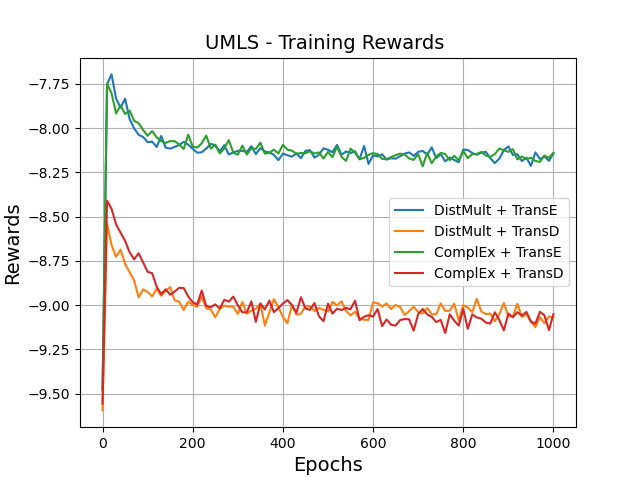 UMLS - Training Rewards
Rewards
−7.75
−8.00
−8.25
−8.50
−8.75
−9.00
−9.25
−9.50
DistMult + TransE
DistMult + TransD
ComplEx + TransE
ComplEx + TransD
0 200 400 600 800 1000
Epochs